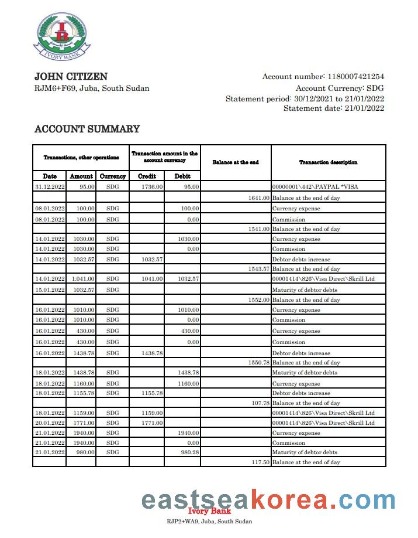 IVORY BANK
JOHN CITIZEN
RJM6+F69, Juba, South Sudan
Account number: 1180007421254
Account Currency: SDG
Statement period: 30/12/2021 to 21/01/2022
Statement date: 21/01/2022
ACCOUNT SUMMARY
Transactions, other operations Transaction amount in the account currency Balance at the end Transaction description
Date Amount Currency Credit Debit
31.12.2022 95.00 SDG 1736.00 95.00 00000001\442\PAYPAL *VISA
1641.00 Balance at the end of day
08.01.2022 100.00 SDG 100.00 Currency expense
08.01.2022 100.00 SDG 0.00 Commission
1541.00 Balance at the end of day
14.01.2022 1030.00 SDG 1030.00 Currency expense
14.01.2022 1030.00 SDG 0.00 Commission
14.01.2022 1032.57 SDG 1032.57 Debtor debts increase
1543.57 Balance at the end of day
14.01.2022 1.041.00 SDG 1041.00 1032.57 00001414\826\Visa Direct\Skrill Ltd
15.01.2022 1032.57 SDG Maturity of debtor debts
1552.00 Balance at the end of day
16.01.2022 1010.00 SDG 1010.00 Currency expense
16.01.2022 1010.00 SDG 0.00 Commission
16.01.2022 430.00 SDG 430.00 Currency expense
16.01.2022 430.00 SDG 0.00 Commission
16.01.2022 1438.78 SDG 1438.78 Debtor debts increase
1550.78 Balance at the end of day
18.01.2022 1438.78 SDG 1438.78 Maturity of debtor debts
18.01.2022 1160.00 SDG 1160.00 Currency expense
18.01.2022 1155.78 SDG 1155.78 Debtor debts increase
107.78 Balance at the end of day
18.01.2022 1159.00 SDG 1159.00 00001414\826\Visa Direct\Skrill Ltd
20.01.2022 1771.00 SDG 1771.00 00001414\826\Visa Direct\Skrill Ltd
21.01.2022 1940.00 SDG 1940.00 Currency expense
21.01.2022 1940.00 SDG 0.00 Commission
21.01.2022 980.00 SDG 980.28 Maturity of debtor debts
117.50 Balance at the end of day
eastseakorea.com
Ivory Bank
RJP2+WA9, Juba, South Sudan